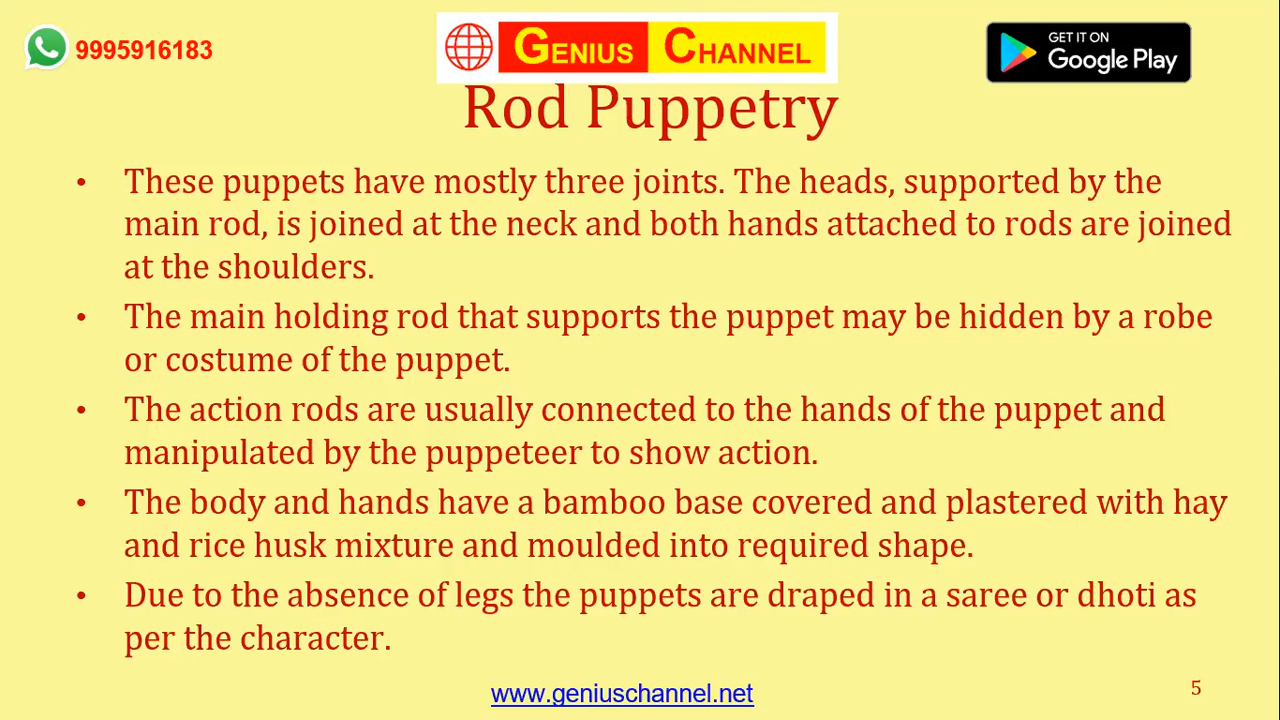 9995916183
GENIUS CHANNEL
GET IT ON
Google Play
Rod Puppetry
• These puppets have mostly three joints. The heads, supported by the
main rod, is joined at the neck and both hands attached to rods are joined
at the shoulders.
• The main holding rod that supports the puppet may be hidden by a robe
or costume of the puppet.
• The action rods are usually connected to the hands of the puppet and
manipulated by the puppeteer to show action.
• The body and hands have a bamboo base covered and plastered with hay
and rice husk mixture and moulded into required shape.
• Due to the absence of legs the puppets are draped in a saree or dhoti as
per the character.
www.geniuschannel.net
5